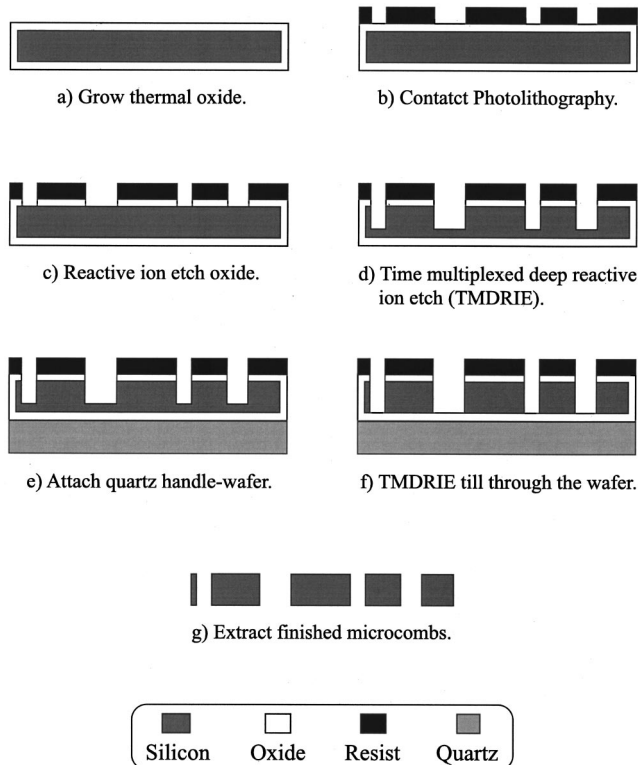 a) Grow thermal oxide.
b) Contatct Photolithography.
c) Reactive ion etch oxide.
d) Time multiplexed deep reactive
ion etch (TMDRIE).
e) Attach quartz handle-wafer.
f) TMDRIE till through the wafer.
g) Extract finished microcombs.
Silicon Oxide Resist Quartz